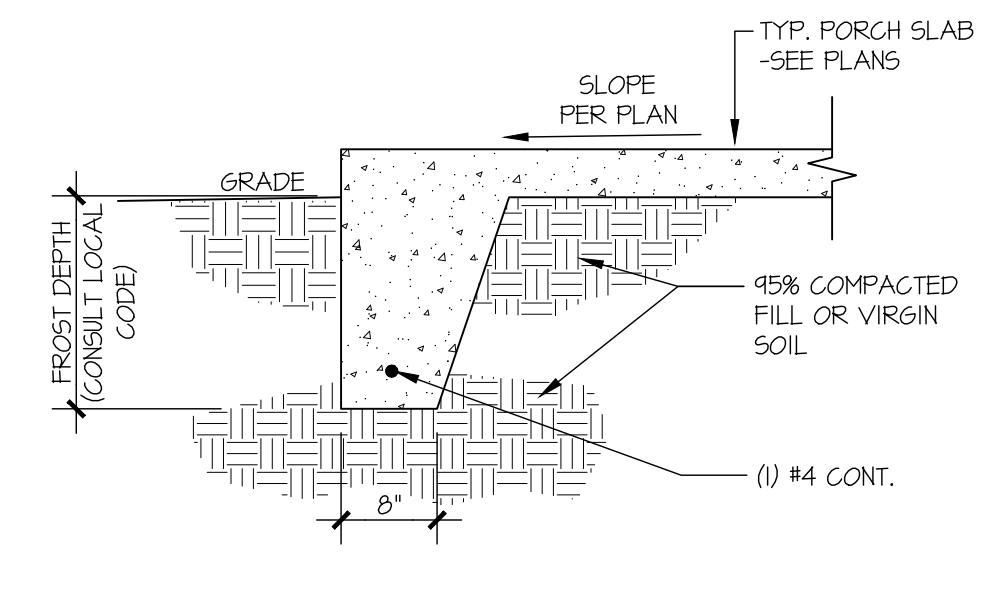 TYP. PORCH SLAB
-SEE PLANS
SLOPE
PER PLAN
GRADE
FROST DEPTH
(CONSULT LOCAL
CODE)
95% COMPACTED
FILL OR VIRGIN
SOIL
(1) #4 CONT.
8"